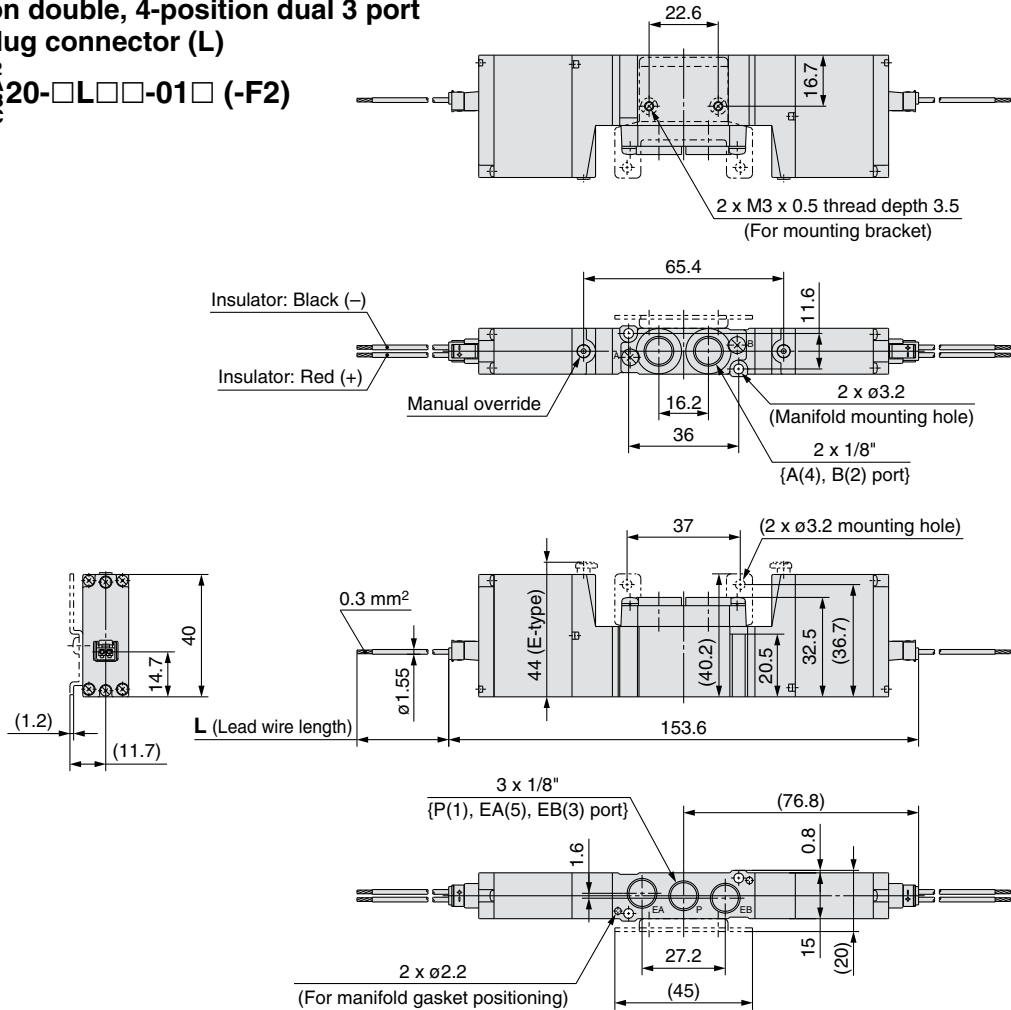 on double, 4-position dual 3 port
lug connector (L)
20-□L□□-01□ (-F2)
22.6
16.7
2 x M3 x 0.5 thread depth 3.5
(For mounting bracket)
65.4
11.6
Insulator: Black (–)
Insulator: Red (+)
A
B
Manual override
16.2
36
2 x ø3.2
(Manifold mounting hole)
2 x 1/8"
{A(4), B(2) port}
37
(2 x ø3.2 mounting hole)
0.3 mm²
ø1.55
44 (E-type)
(40.2)
20.5
32.5
(36.7)
40
14.7
(1.2)
(11.7)
L (Lead wire length)
153.6
3 x 1/8"
{P(1), EA(5), EB(3) port}
(76.8)
0.8
1.6
EA
P
EB
15
(20)
27.2
(45)
2 x ø2.2
(For manifold gasket positioning)